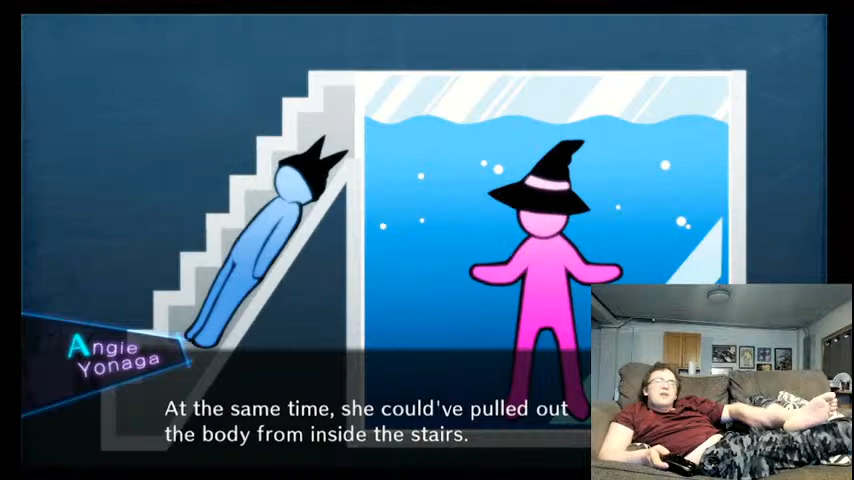 Angie
Yonaga
At the same time, she could've pulled out
the body from inside the stairs.